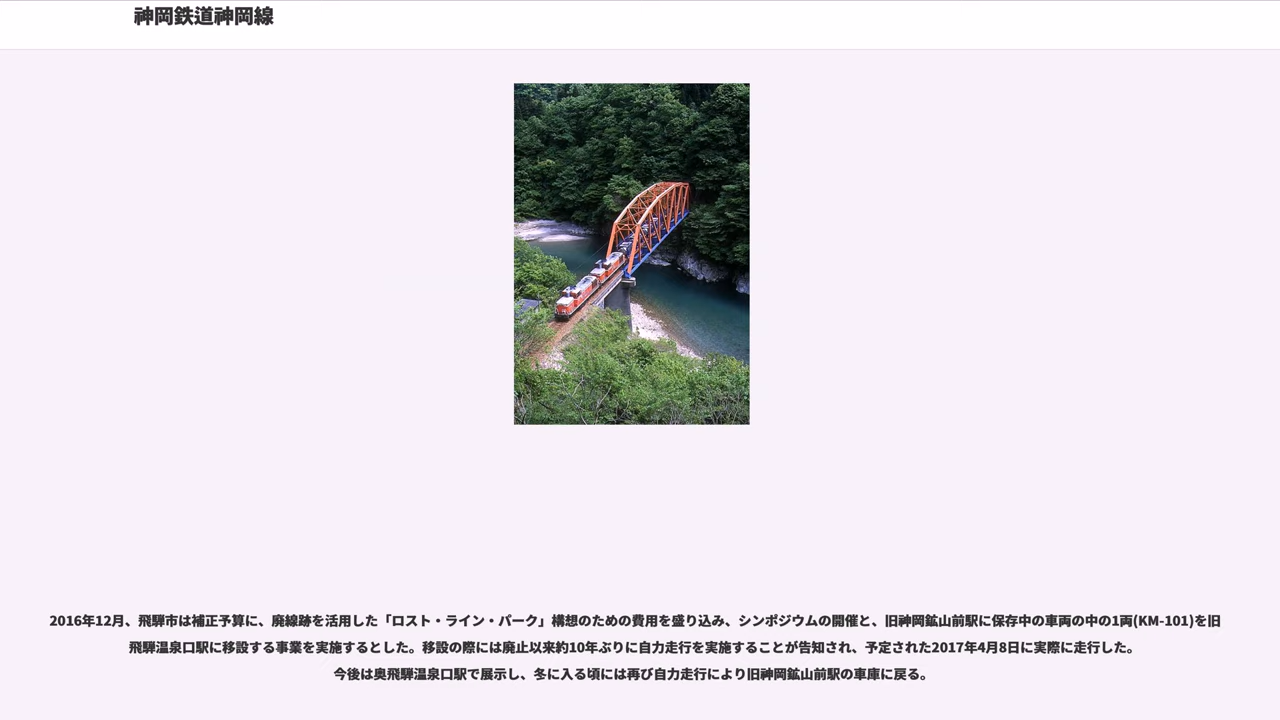 神岡鉄道神岡線
2016年12月、飛騨市は補正予算に、廃線跡を活用した「ロスト・ライン・パーク」構想のための費用を盛り込み、シンポジウムの開催と、旧神岡鉱山前駅に保存中の車両の中の1両(KM-101)を旧
飛騨温泉口駅に移設する事業を実施するとした。移設の際には廃止以来約10年ぶりに自力走行を実施することが告知され、予定された2017年4月8日に実際に走行した。
今後は奥飛騨温泉口駅で展示し、冬に入る頃には再び自力走行により旧神岡鉱山前駅の車庫に戻る。